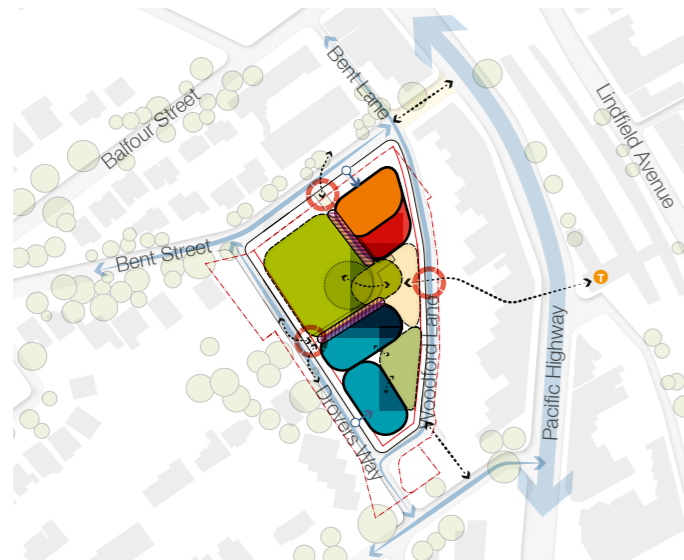 Bent Lane
Balfour Street
Lindfield Avenue
Bent Street
T
Woodford Lane
Pacific Highway
Drovers Way